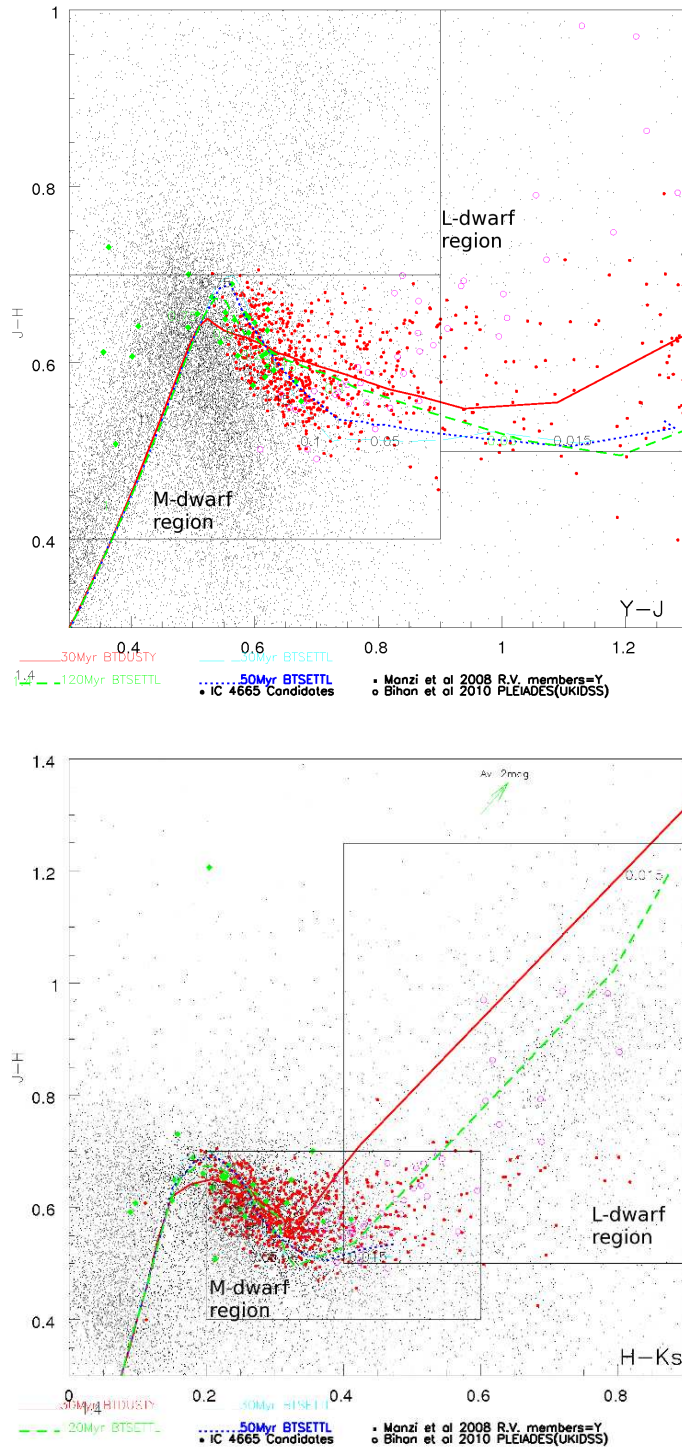 1
0.8
L-dwarf
region
J-H
0.6
0.1
0.05
0.015
M-dwarf
region
0.4
Y-J
0.4
0.6
0.8
1
1.2
30Myr BTDUSTY
30Myr BTSETTL
Manzi et al 2008 R.V. members=Y
1.4
120Myr BTSETTL
50Myr BTSETTL
IC 4665 Candidates
Bihan et al 2010 PLEIADES(UKIDSS)
1.4
Av 2mag
1.2
0.015
1
J-H
0.8
0.6
L-dwarf
region
M-dwarf
region
0.4
H-Ks
0
0.2
0.4
0.6
0.8
30Myr BTDUSTY
30Myr BTSETTL
1.4
120Myr BTSETTL
50Myr BTSETTL
Manzi et al 2008 R.V. members=Y
IC 4665 Candidates
Bihan et al 2010 PLEIADES(UKIDSS)